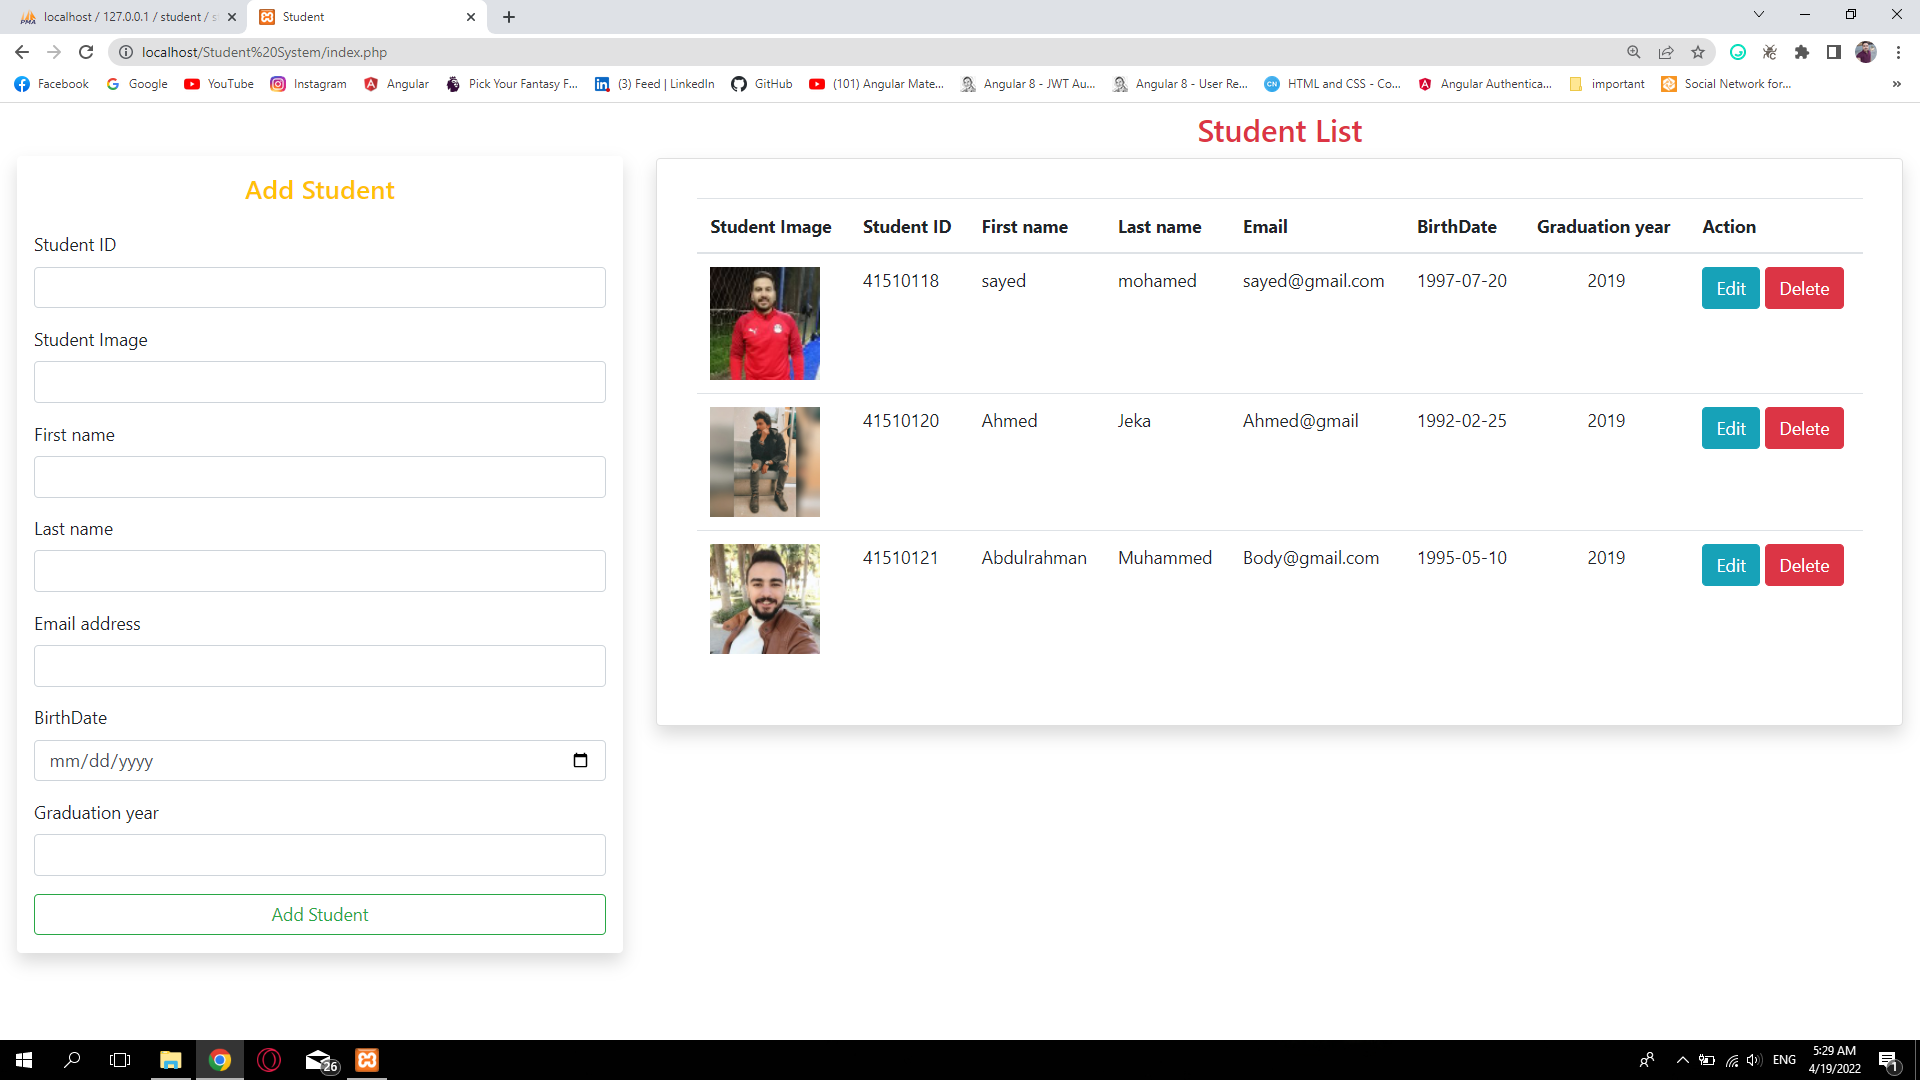 localhost / 127.0.0.1 / student / s
Student
localhost/Student%20System/index.php
Facebook Google YouTube Instagram Angular Pick Your Fantasy F... (3) Feed | LinkedIn GitHub (101) Angular Mate... Angular 8 - JWT Au... Angular 8 - User Re... CN HTML and CSS - Co... Angular Authentica... important Social Network for... »
Add Student
Student ID
Student Image
First name
Last name
Email address
BirthDate
mm/dd/yyyy
Graduation year
Add Student
Student List
Student Image Student ID First name Last name Email BirthDate Graduation year Action
41510118 sayed mohamed sayed@gmail.com 1997-07-20 2019 Edit Delete
41510120 Ahmed Jeka Ahmed@gmail 1992-02-25 2019 Edit Delete
41510121 Abdulrahman Muhammed Body@gmail.com 1995-05-10 2019 Edit Delete
26
ENG
5:29 AM
4/19/2022
1